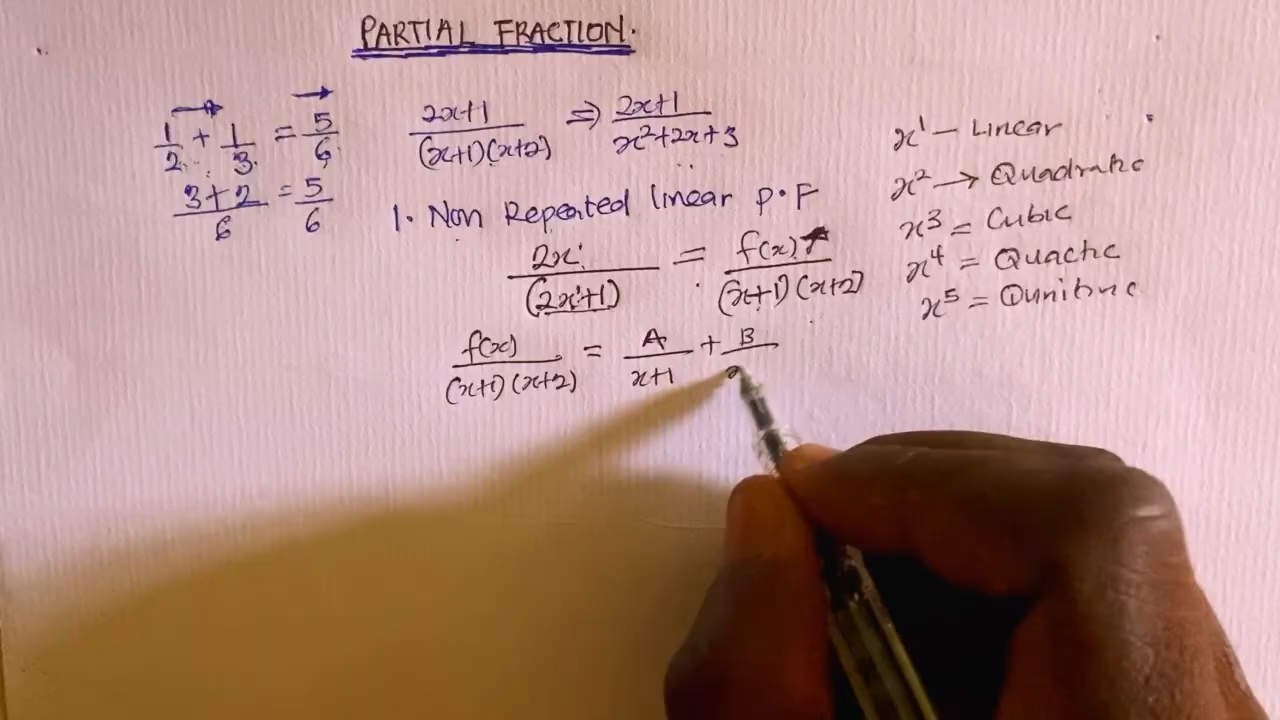 PARTIAL FRACTION.
1/2 + 1/3 = 5/6
3+2/6 = 5/6
2x+1/(x+1)(x+2) ⇒ 2x+1/x²+2x+3
1. Non Repeated linear P.F
2x/(2x+1) = f(x)/(x+1)(x+2)
f(x)/(x+1)(x+2) = A/x+1 + B/x
x¹ – Linear
x² → Quadratic
x³ = Cubic
x⁴ = Quactic
x⁵ =